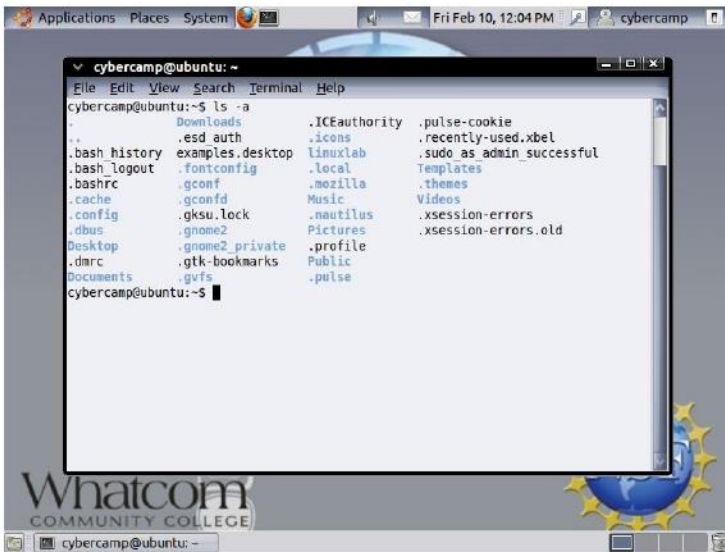 Applications Places System Fri Feb 10, 12:04 PM cybercamp
cybercamp@ubuntu: ~
File Edit View Search Terminal Help
cybercamp@ubuntu:~$ ls -a
. Downloads .ICEauthority .pulse-cookie
.. .esd_auth .icons .recently-used.xbel
.bash_history examples.desktop linuxlab .sudo_as_admin_successful
.bash_logout .fontconfig .local Templates
.bashrc .gconf .mozilla .themes
.cache .gconfd Music Videos
.config .gksu.lock .nautilus .xsession-errors
.dbus .gnome2 Pictures .xsession-errors.old
Desktop .gnome2_private .profile
.dmrc .gtk-bookmarks Public
Documents .gvfs .pulse
cybercamp@ubuntu:~$
Whatcom
COMMUNITY COLLEGE
cybercamp@ubuntu: ~